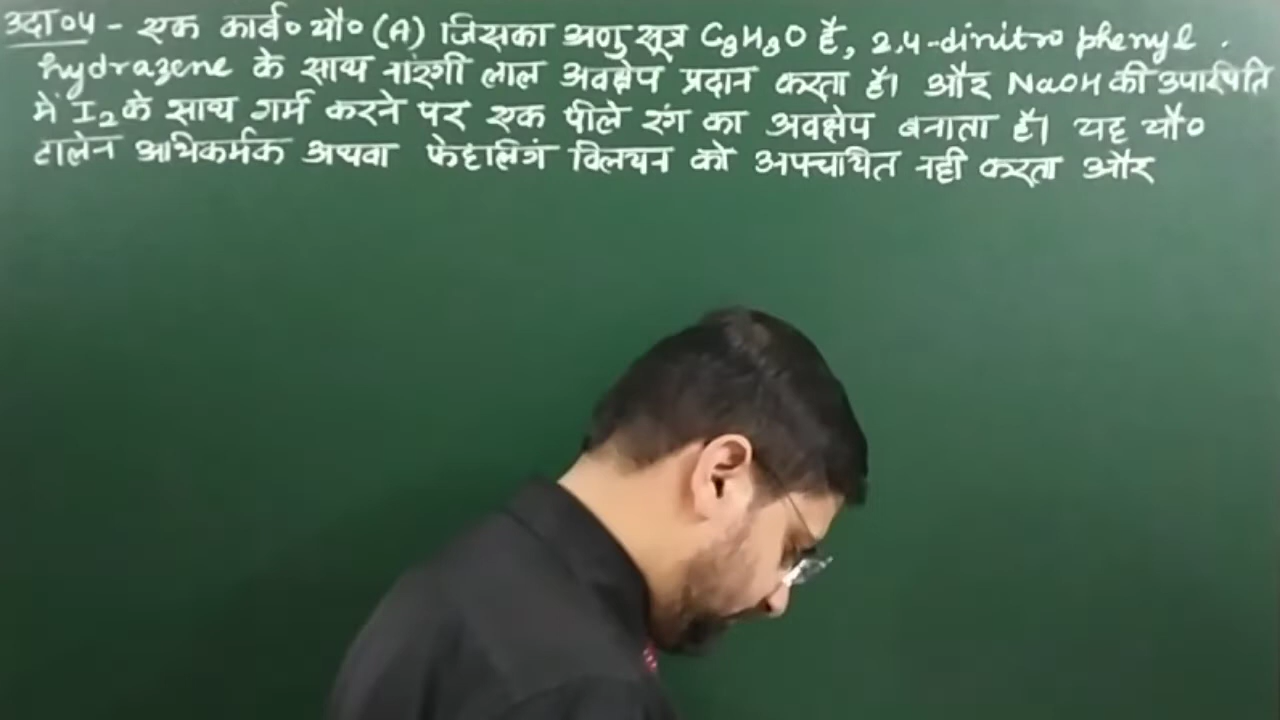 उदा०4 - एक कार्ब० यौ० (A) जिसका अणु सूत्र C8H8O है, 2,4-dinitro phenyl
hydrazene के साथ नारंगी लाल अवक्षेप प्रदान करता है। और NaOH की उपस्थिति
में I2 के साथ गर्म करने पर एक पीले रंग का अवक्षेप बनाता है। यह यौ०
टालेन अभिकर्मक अथवा फेहलिंग विलयन को अपचायित नही करता और